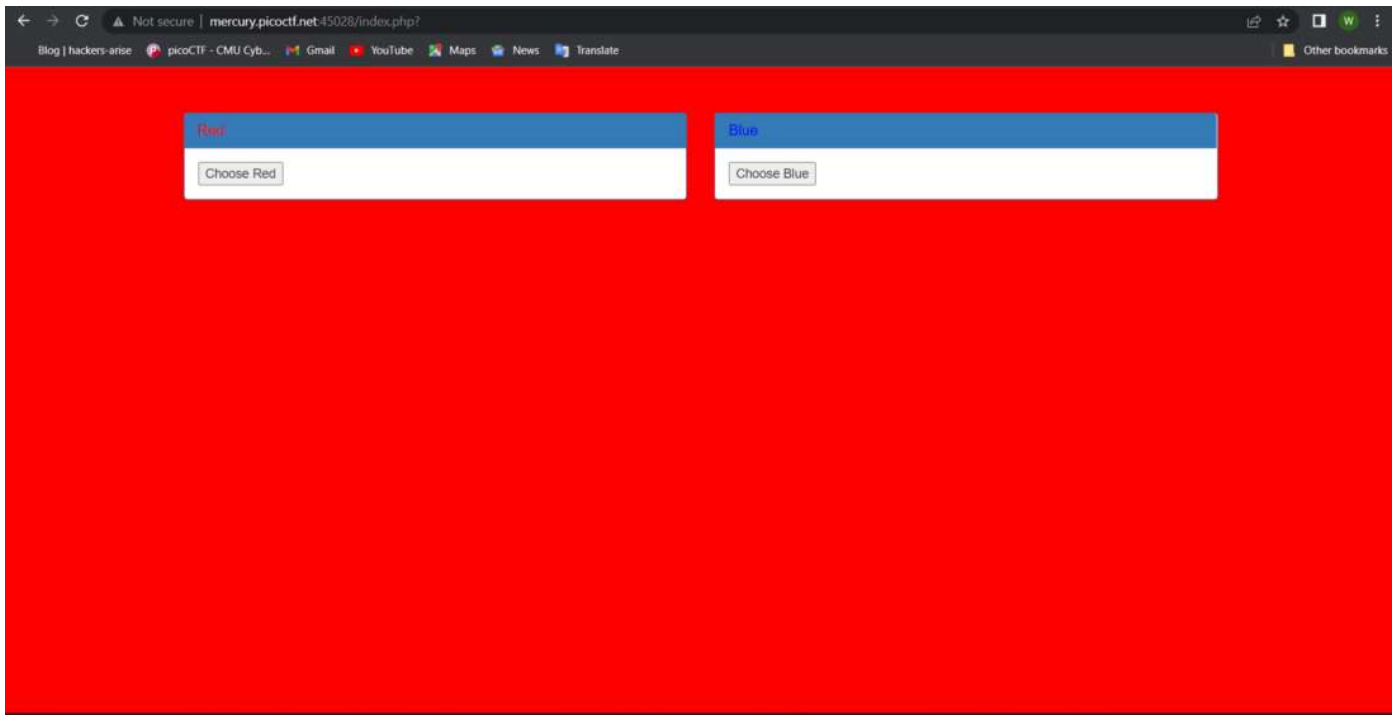 Not secure | mercury.picoctf.net:45028/index.php?
W
Blog | hackers-arise picoCTF - CMU Cyb... Gmail YouTube Maps News Translate Other bookmarks
Red Blue
Choose Red Choose Blue